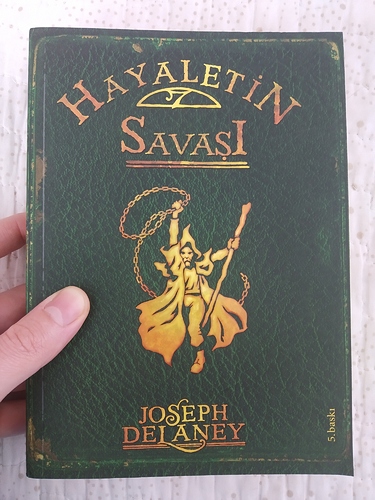 HAYALETİN
SAVAŞI
JOSEPH
DELANEY
5. baskı